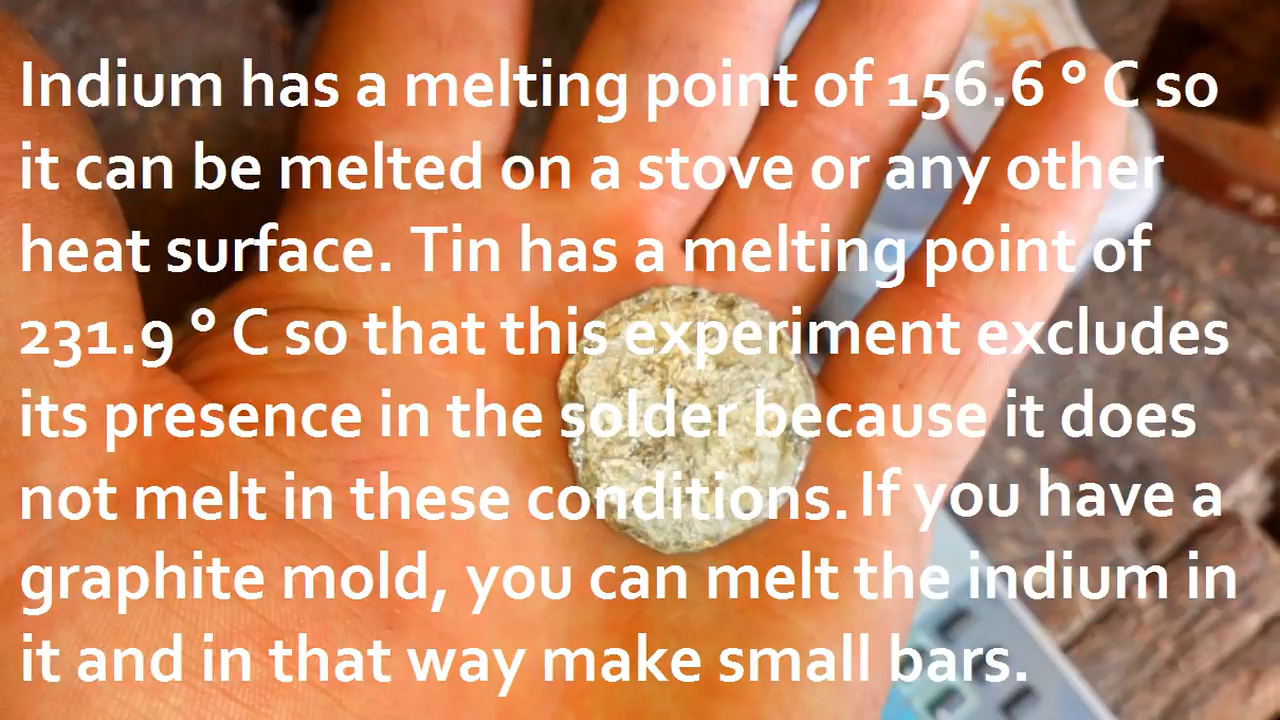 Indium has a melting point of 156.6 ° C so
it can be melted on a stove or any other
heat surface. Tin has a melting point of
231.9 ° C so that this experiment excludes
its presence in the solder because it does
not melt in these conditions. If you have a
graphite mold, you can melt the indium in
it and in that way make small bars.